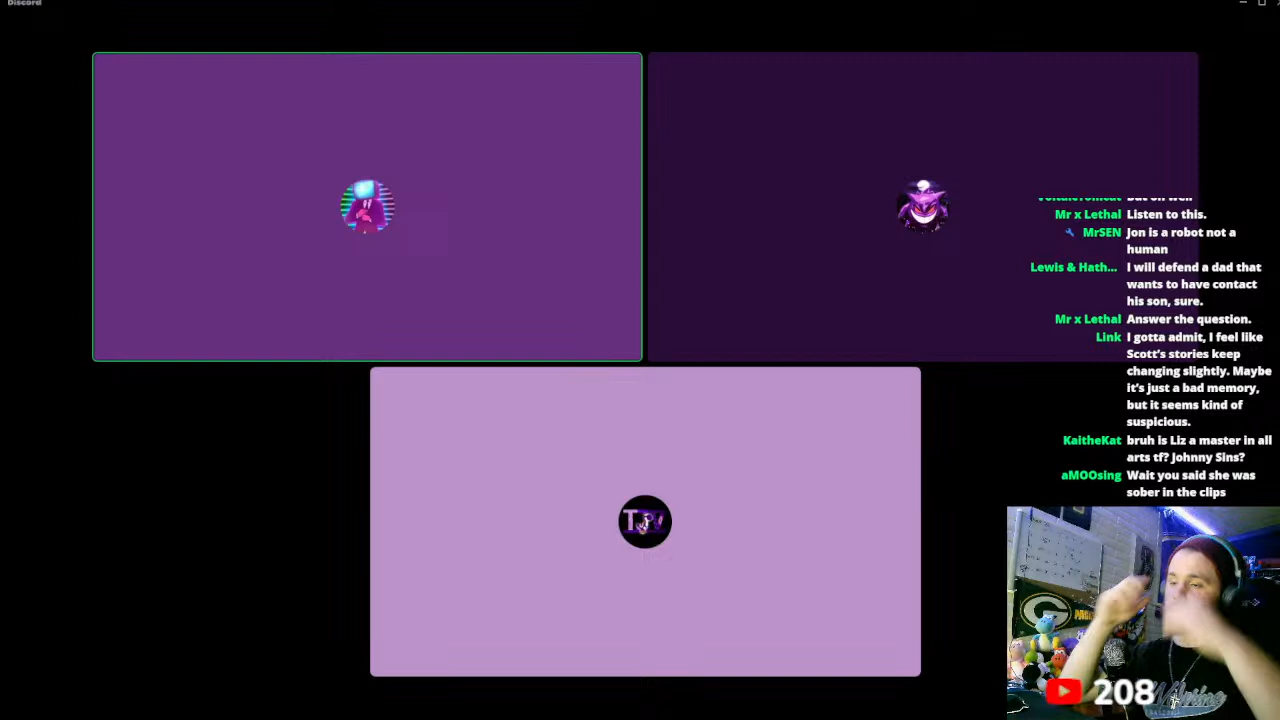 Discord
But oh well
Mr x Lethal Listen to this.
MrSEN Jon is a robot not a
human
Lewis & Hath... I will defend a dad that
wants to have contact
his son, sure.
Mr x Lethal Answer the question.
Link I gotta admit, I feel like
Scott's stories keep
changing slightly. Maybe
it's just a bad memory,
but it seems kind of
suspicious.
KaitheKat bruh is Liz a master in all
arts tf? Johnny Sins?
aMOOsing Wait you said she was
sober in the clips
G
208